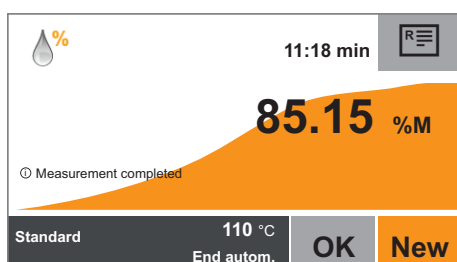 %
11:18 min
R
85.15 %M
ⓘ Measurement completed
Standard
110 °C
End autom.
OK
New